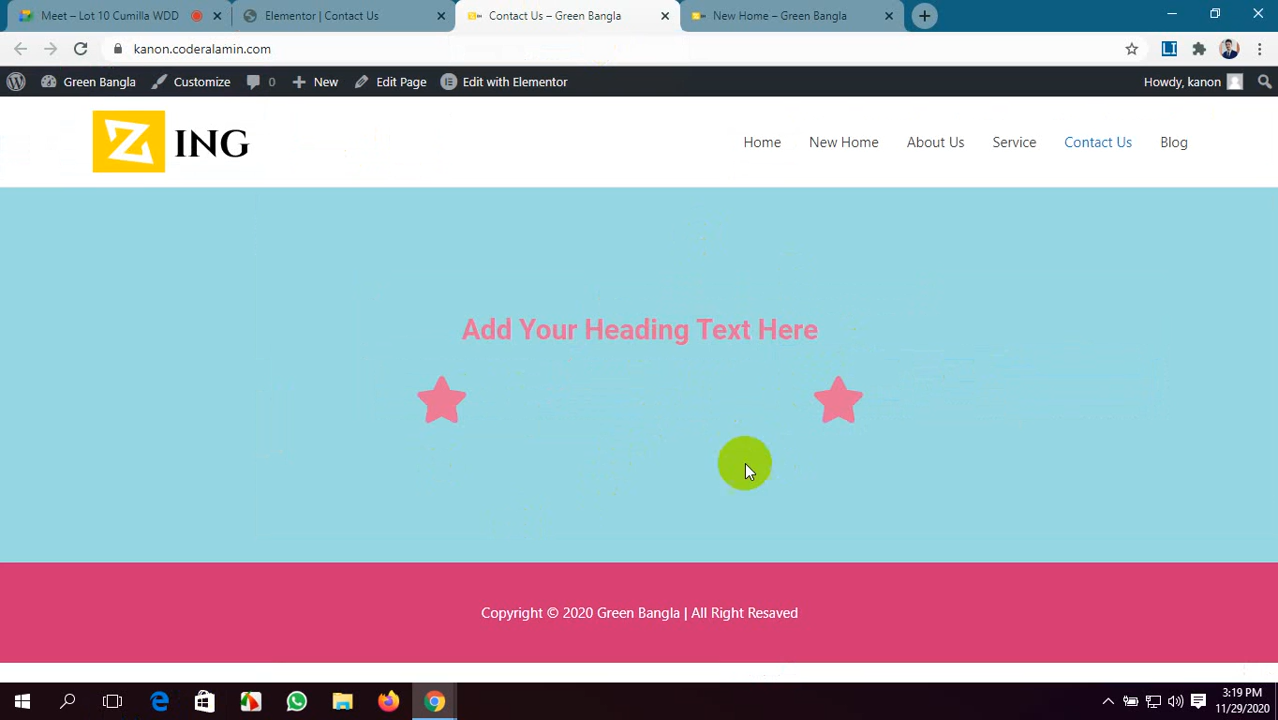 Meet – Lot 10 Cumilla WDD
Elementor | Contact Us
Contact Us – Green Bangla
New Home – Green Bangla
kanon.coderalamin.com
LI
Green Bangla
Customize
0
New
Edit Page
Edit with Elementor
Howdy, kanon
Z ING
Home
New Home
About Us
Service
Contact Us
Blog
Add Your Heading Text Here
Copyright © 2020 Green Bangla | All Right Resaved
3:19 PM
11/29/2020